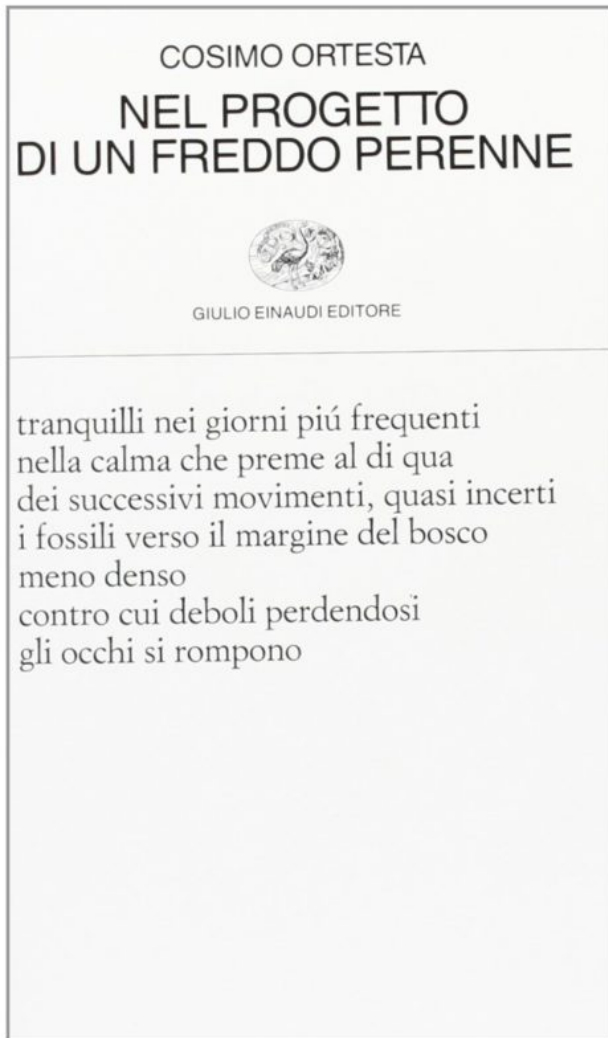 COSIMO ORTESTA
NEL PROGETTO
DI UN FREDDO PERENNE
GIULIO EINAUDI EDITORE
tranquilli nei giorni piú frequenti
nella calma che preme al di qua
dei successivi movimenti, quasi incerti
i fossili verso il margine del bosco
meno denso
contro cui deboli perdendosi
gli occhi si rompono